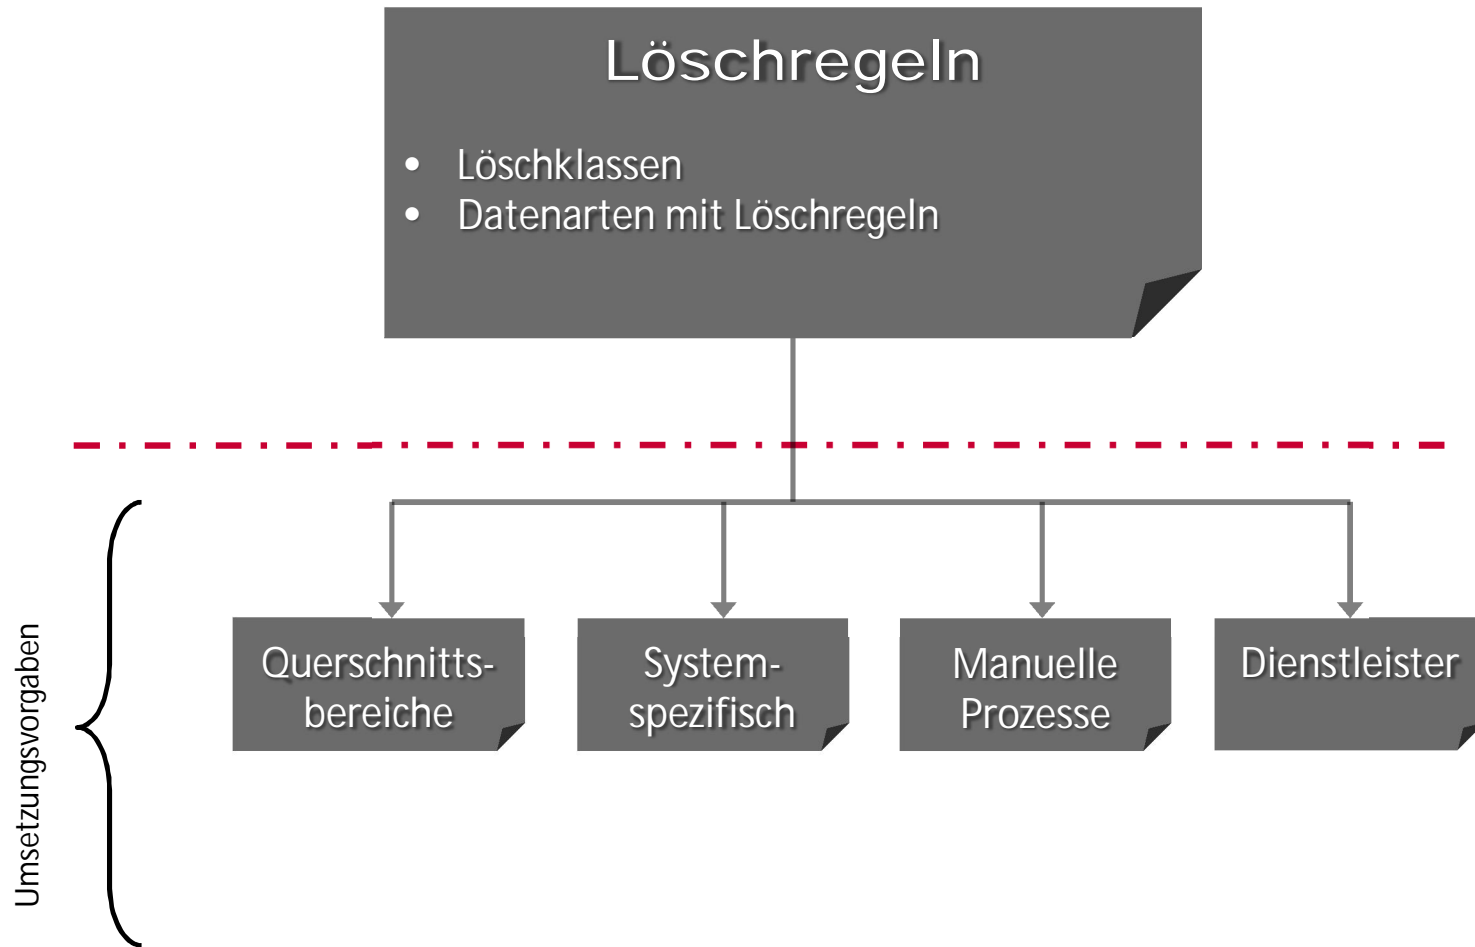 Löschregeln
• Löschklassen
• Datenarten mit Löschregeln
Umsetzungsvorgaben
Querschnitts-
bereiche
System-
spezifisch
Manuelle
Prozesse
Dienstleister